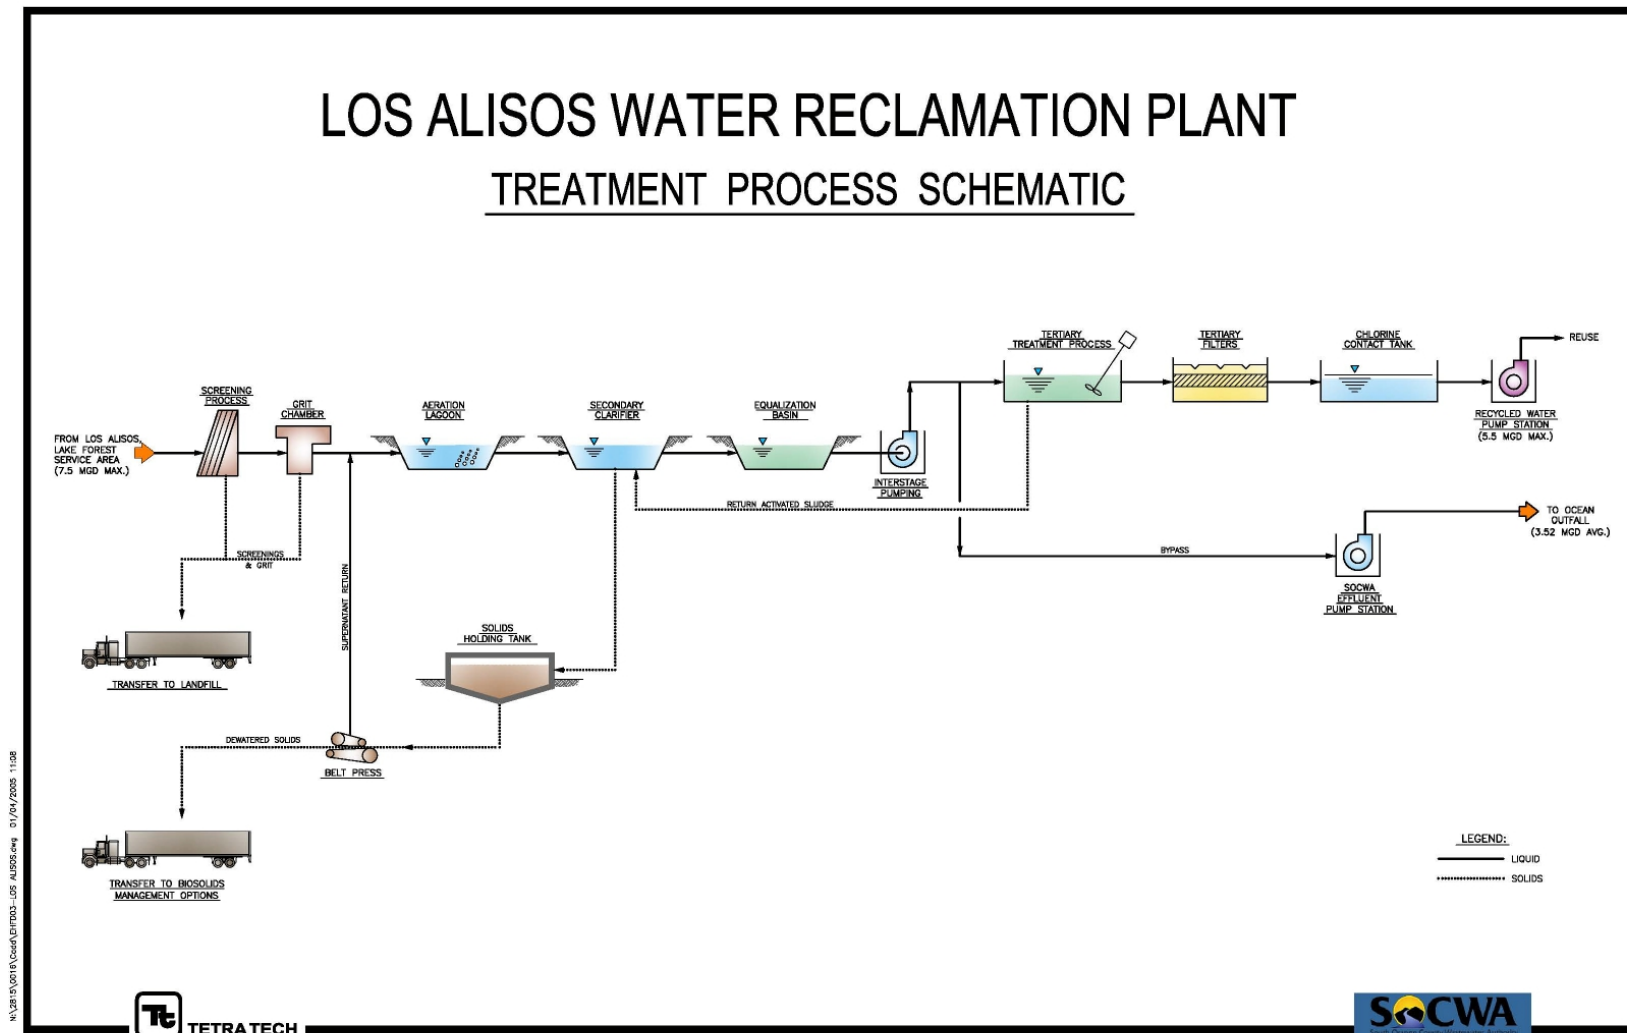 LOS ALISOS WATER RECLAMATION PLANT
TREATMENT PROCESS SCHEMATIC
FROM LOS ALISOS,
LAKE FOREST
SERVICE AREA
(7.5 MGD MAX.)
SCREENING
PROCESS
GRIT
CHAMBER
AERATION
LAGOON
SECONDARY
CLARIFIER
EQUALIZATION
BASIN
INTERSTAGE
PUMPING
TERTIARY
TREATMENT PROCESS
TERTIARY
FILTERS
CHLORINE
CONTACT TANK
REUSE
RECYCLED WATER
PUMP STATION
(5.5 MGD MAX.)
RETURN ACTIVATED SLUDGE
TO OCEAN
OUTFALL
(3.52 MGD AVG.)
BYPASS
SOCWA
EFFLUENT
PUMP STATION
SCREENINGS
& GRIT
SUPERNATANT RETURN
SOLIDS
HOLDING TANK
TRANSFER TO LANDFILL
DEWATERED SOLIDS
BELT PRESS
TRANSFER TO BIOSOLIDS
MANAGEMENT OPTIONS
LEGEND:
LIQUID
SOLIDS
Tt TETRA TECH
SOCWA